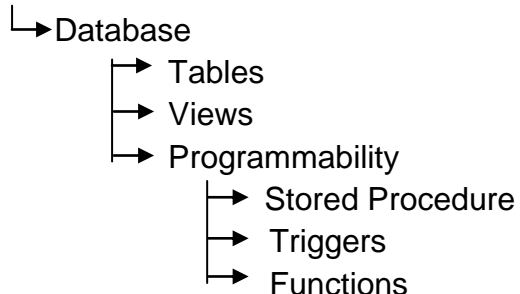 Database
Tables
Views
Programmability
Stored Procedure
Triggers
Functions